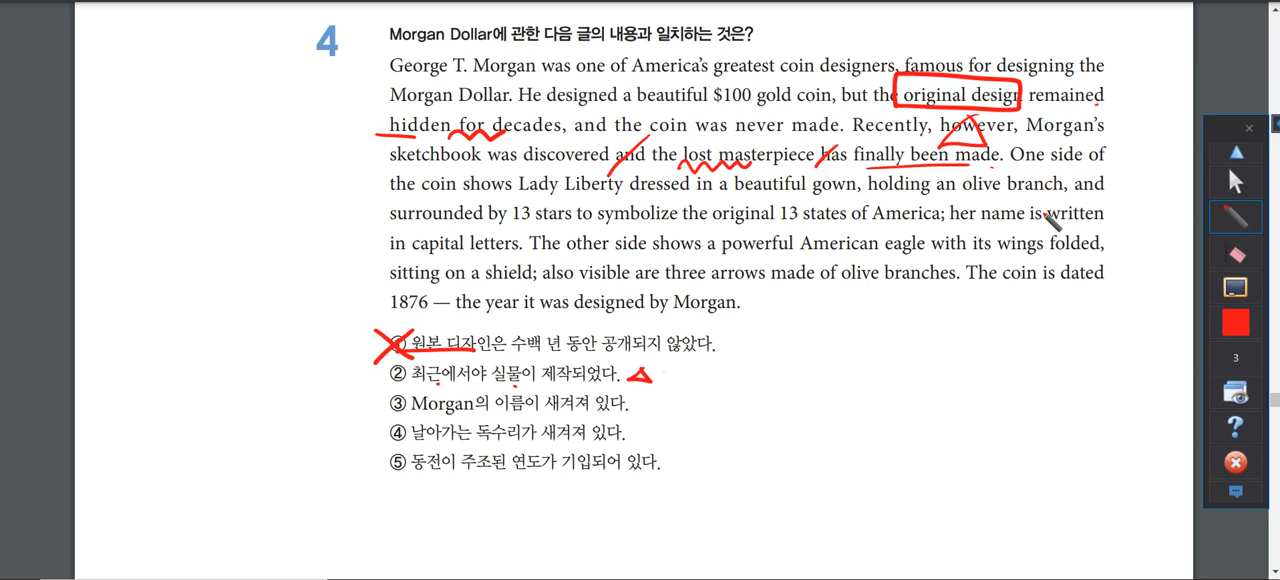 4
Morgan Dollar에 관한 다음 글의 내용과 일치하는 것은?
George T. Morgan was one of America's greatest coin designers, famous for designing the
Morgan Dollar. He designed a beautiful $100 gold coin, but the original design remained
hidden for decades, and the coin was never made. Recently, however, Morgan's
sketchbook was discovered and the lost masterpiece has finally been made. One side of
the coin shows Lady Liberty dressed in a beautiful gown, holding an olive branch, and
surrounded by 13 stars to symbolize the original 13 states of America; her name is written
in capital letters. The other side shows a powerful American eagle with its wings folded,
sitting on a shield; also visible are three arrows made of olive branches. The coin is dated
1876 — the year it was designed by Morgan.
① 원본 디자인은 수백 년 동안 공개되지 않았다.
② 최근에서야 실물이 제작되었다.
③ Morgan의 이름이 새겨져 있다.
④ 날아가는 독수리가 새겨져 있다.
⑤ 동전이 주조된 연도가 기입되어 있다.
3